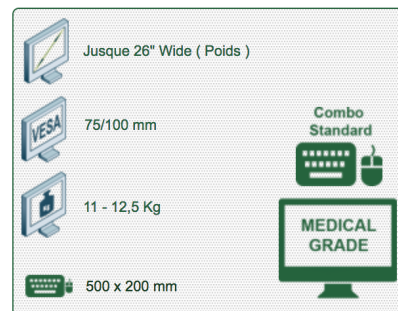 Jusque 26" Wide ( Poids )
VESA
75/100 mm
Combo
Standard
11 - 12,5 Kg
MEDICAL
GRADE
500 x 200 mm